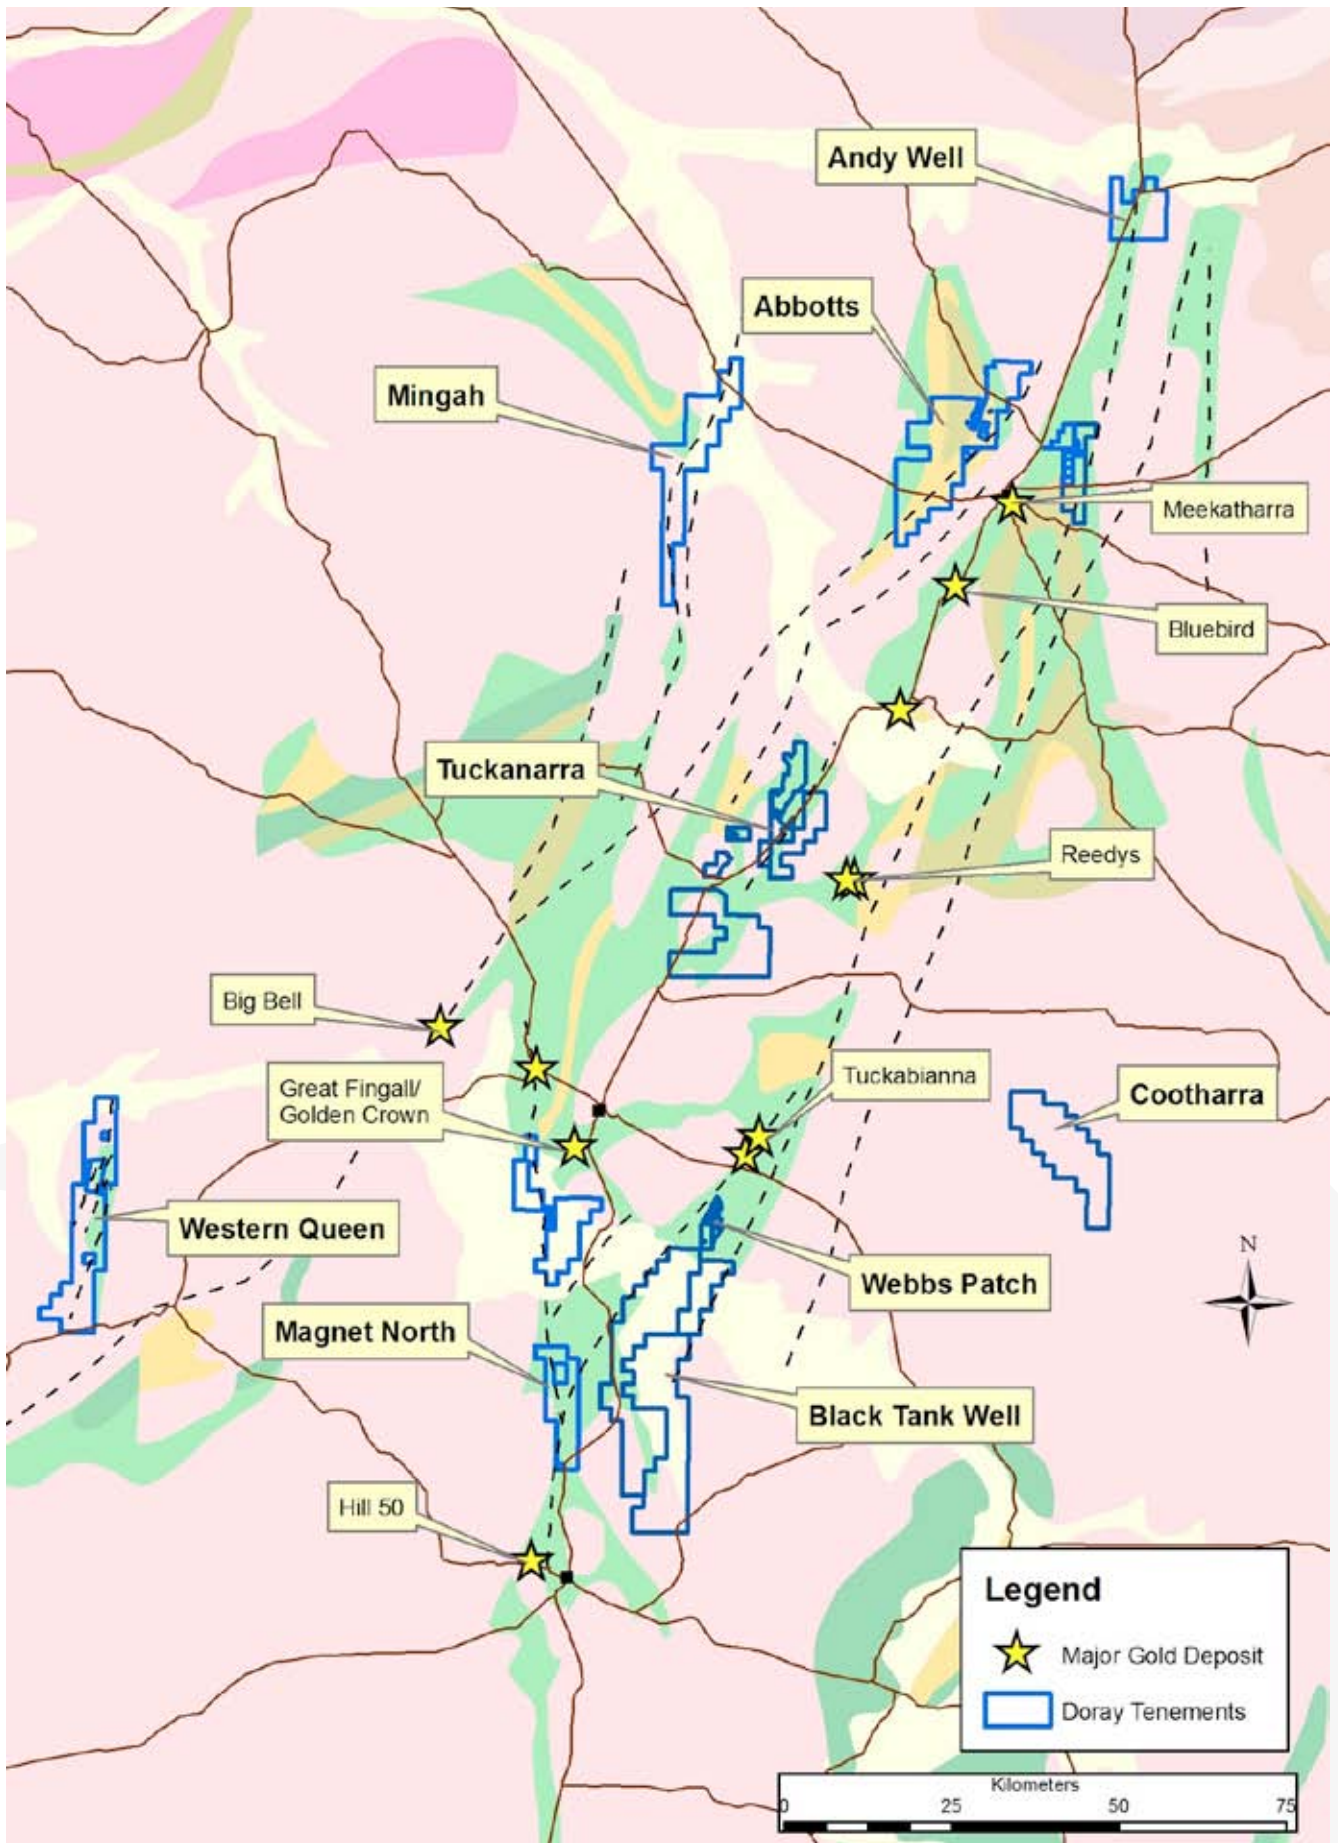 Andy Well
Abbotts
Mingah
Meekatharra
Bluebird
Tuckanarra
Reedys
Big Bell
Tuckabianna
Great Fingall/
Golden Crown
Cootharra
Western Queen
N
Webbs Patch
Magnet North
Black Tank Well
Hill 50
Legend
Major Gold Deposit
Doray Tenements
Kilometers
0 25 50 75